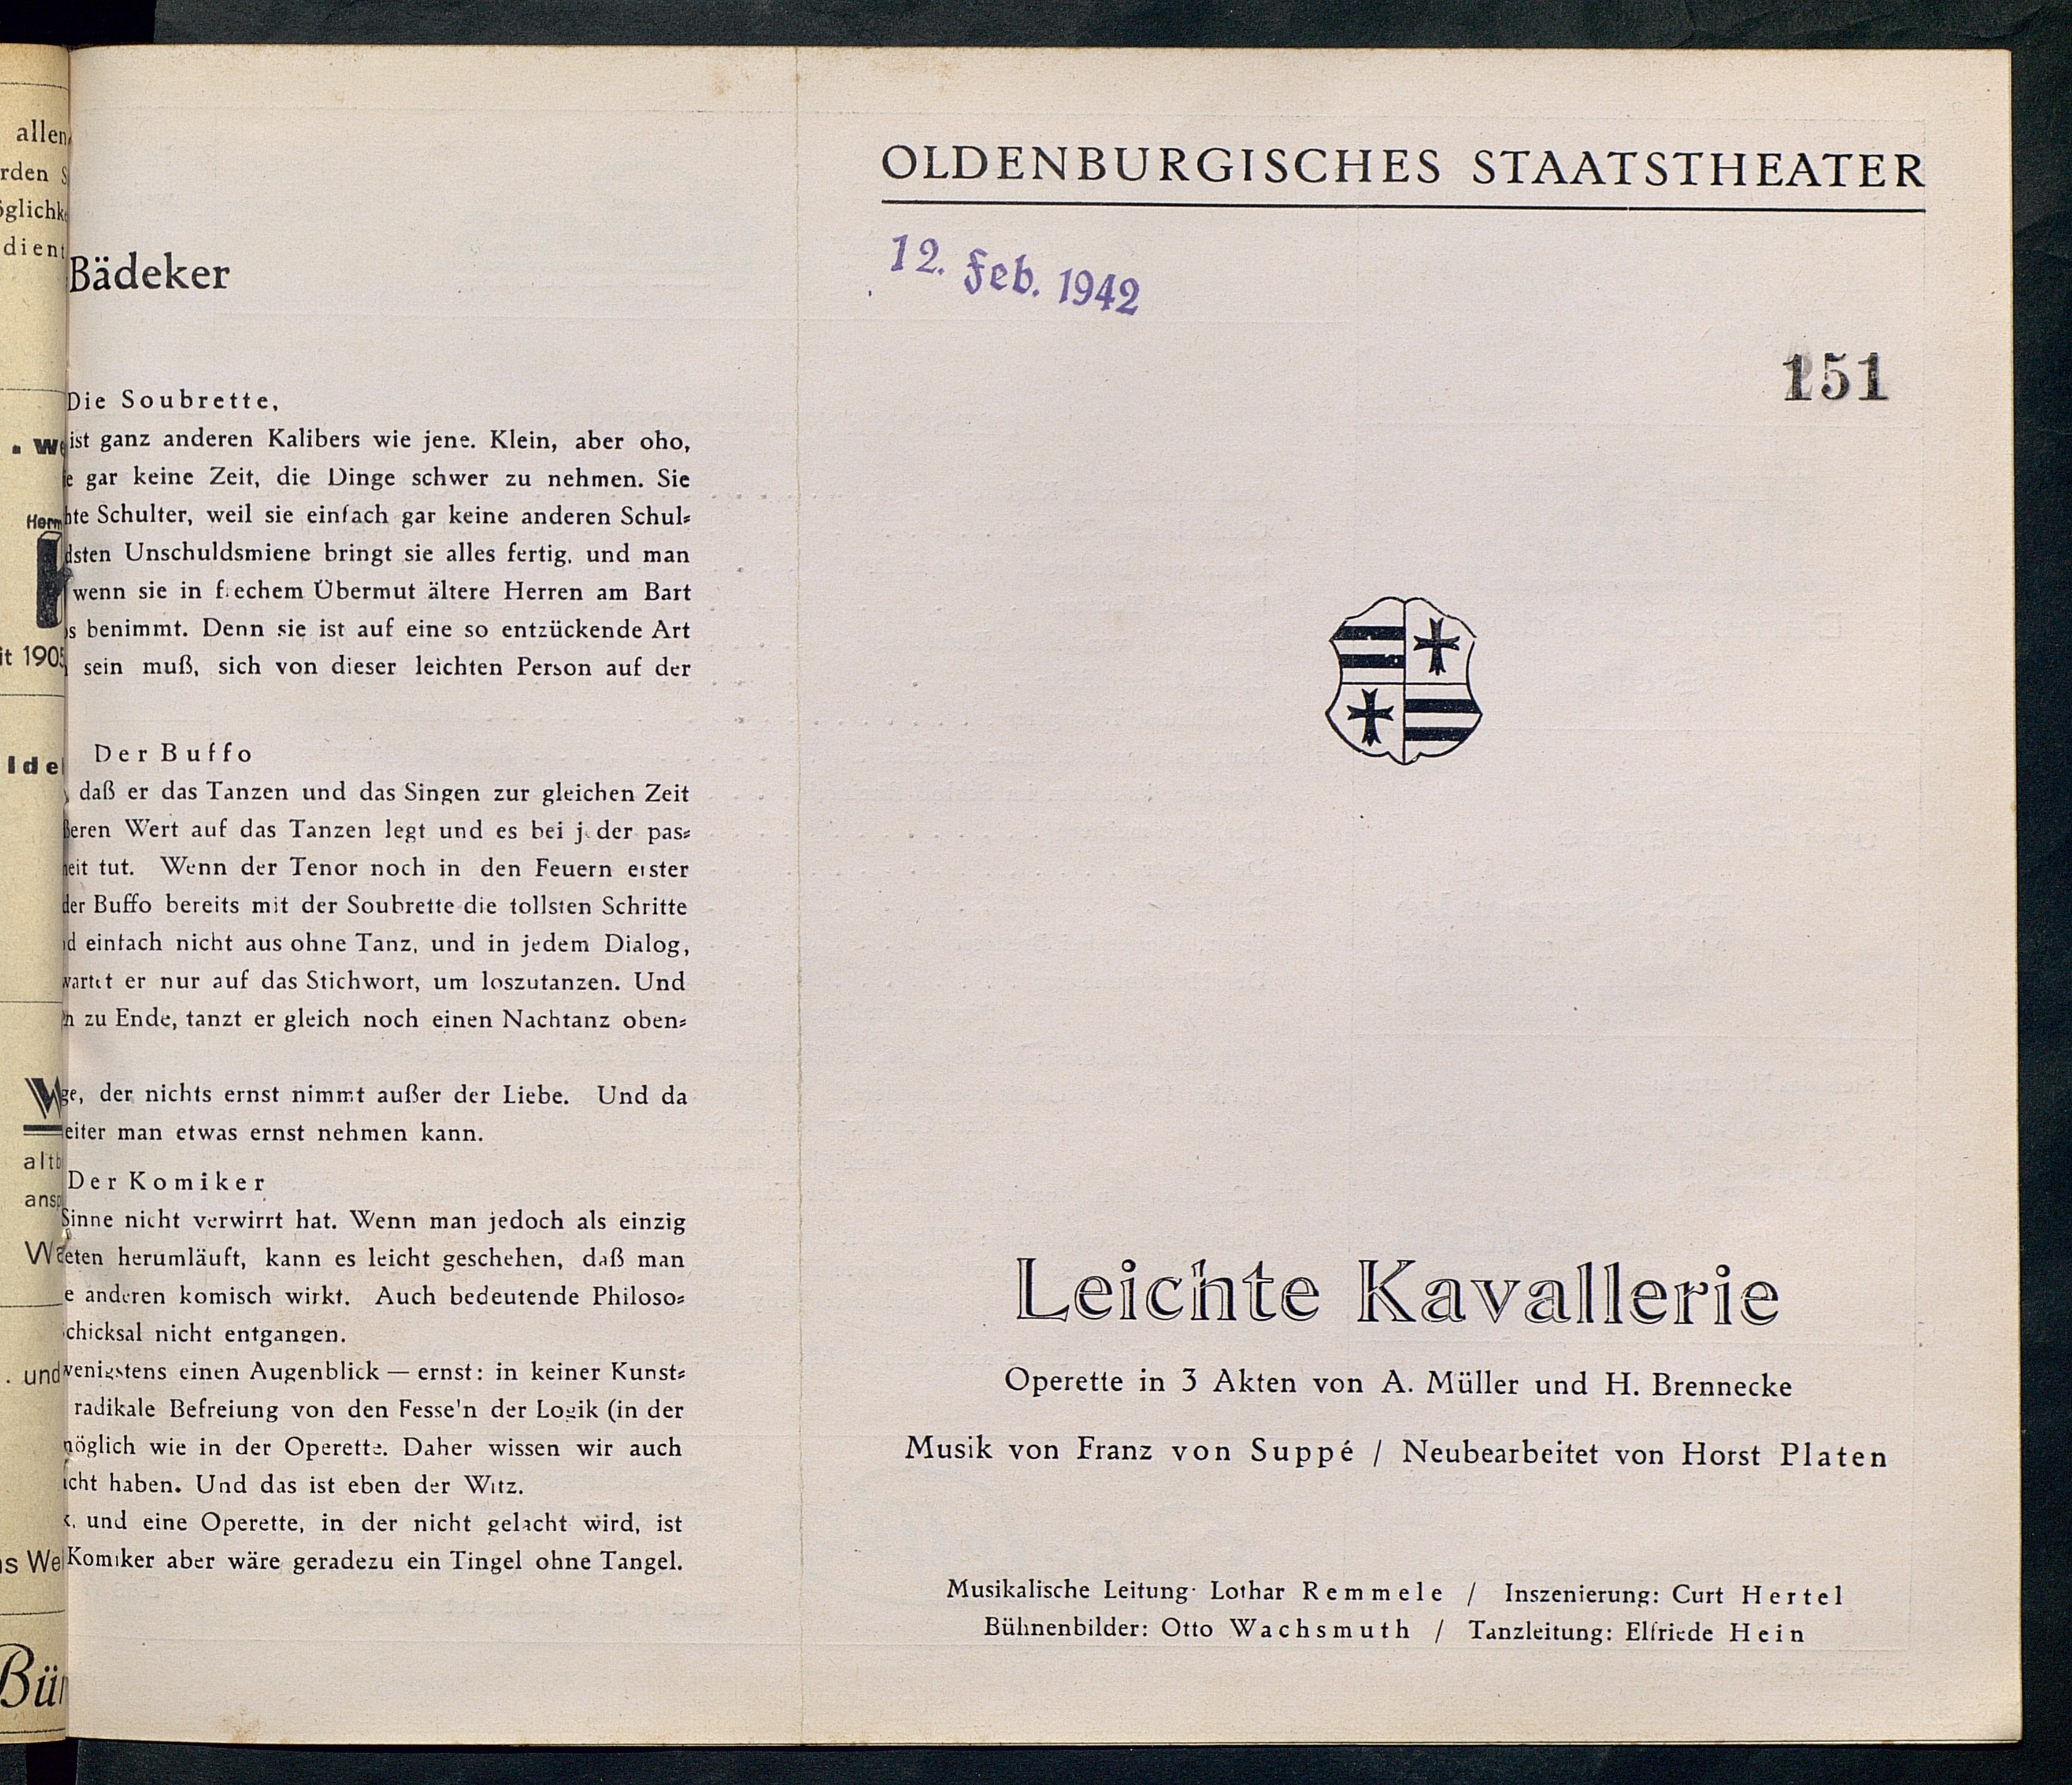 allen
rden S
öglichk
dient
. we
Herm
it 1905
lde
W
altb
ansp
Wa
. und
as Wel
Bür
Bädeker
Die Soubrette,
ist ganz anderen Kalibers wie jene. Klein, aber oho,
e gar keine Zeit, die Dinge schwer zu nehmen. Sie
hte Schulter, weil sie einfach gar keine anderen Schul=
dsten Unschuldsmiene bringt sie alles fertig, und man
wenn sie in frechem Übermut ältere Herren am Bart
s benimmt. Denn sie ist auf eine so entzückende Art
sein muß, sich von dieser leichten Person auf der
Der Buffo
, daß er das Tanzen und das Singen zur gleichen Zeit
ßeren Wert auf das Tanzen legt und es bei jeder pas=
heit tut. Wenn der Tenor noch in den Feuern erster
der Buffo bereits mit der Soubrette die tollsten Schritte
d einfach nicht aus ohne Tanz, und in jedem Dialog,
wartet er nur auf das Stichwort, um loszutanzen. Und
n zu Ende, tanzt er gleich noch einen Nachtanz oben=
ge, der nichts ernst nimmt außer der Liebe. Und da
eiter man etwas ernst nehmen kann.
Der Komiker
Sinne nicht verwirrt hat. Wenn man jedoch als einzig
eten herumläuft, kann es leicht geschehen, daß man
e anderen komisch wirkt. Auch bedeutende Philoso=
chicksal nicht entgangen.
wenigstens einen Augenblick — ernst: in keiner Kunst=
radikale Befreiung von den Fesse'n der Logik (in der
möglich wie in der Operette. Daher wissen wir auch
acht haben. Und das ist eben der Witz.
k, und eine Operette, in der nicht gelacht wird, ist
Komiker aber wäre geradezu ein Tingel ohne Tangel.
OLDENBURGISCHES STAATSTHEATER
12. Feb. 1942
151
Leichte Kavallerie
Operette in 3 Akten von A. Müller und H. Brennecke
Musik von Franz von Suppé / Neubearbeitet von Horst Platen
Musikalische Leitung: Lothar Remmele / Inszenierung: Curt Hertel
Bühnenbilder: Otto Wachsmuth / Tanzleitung: Elfriede Hein